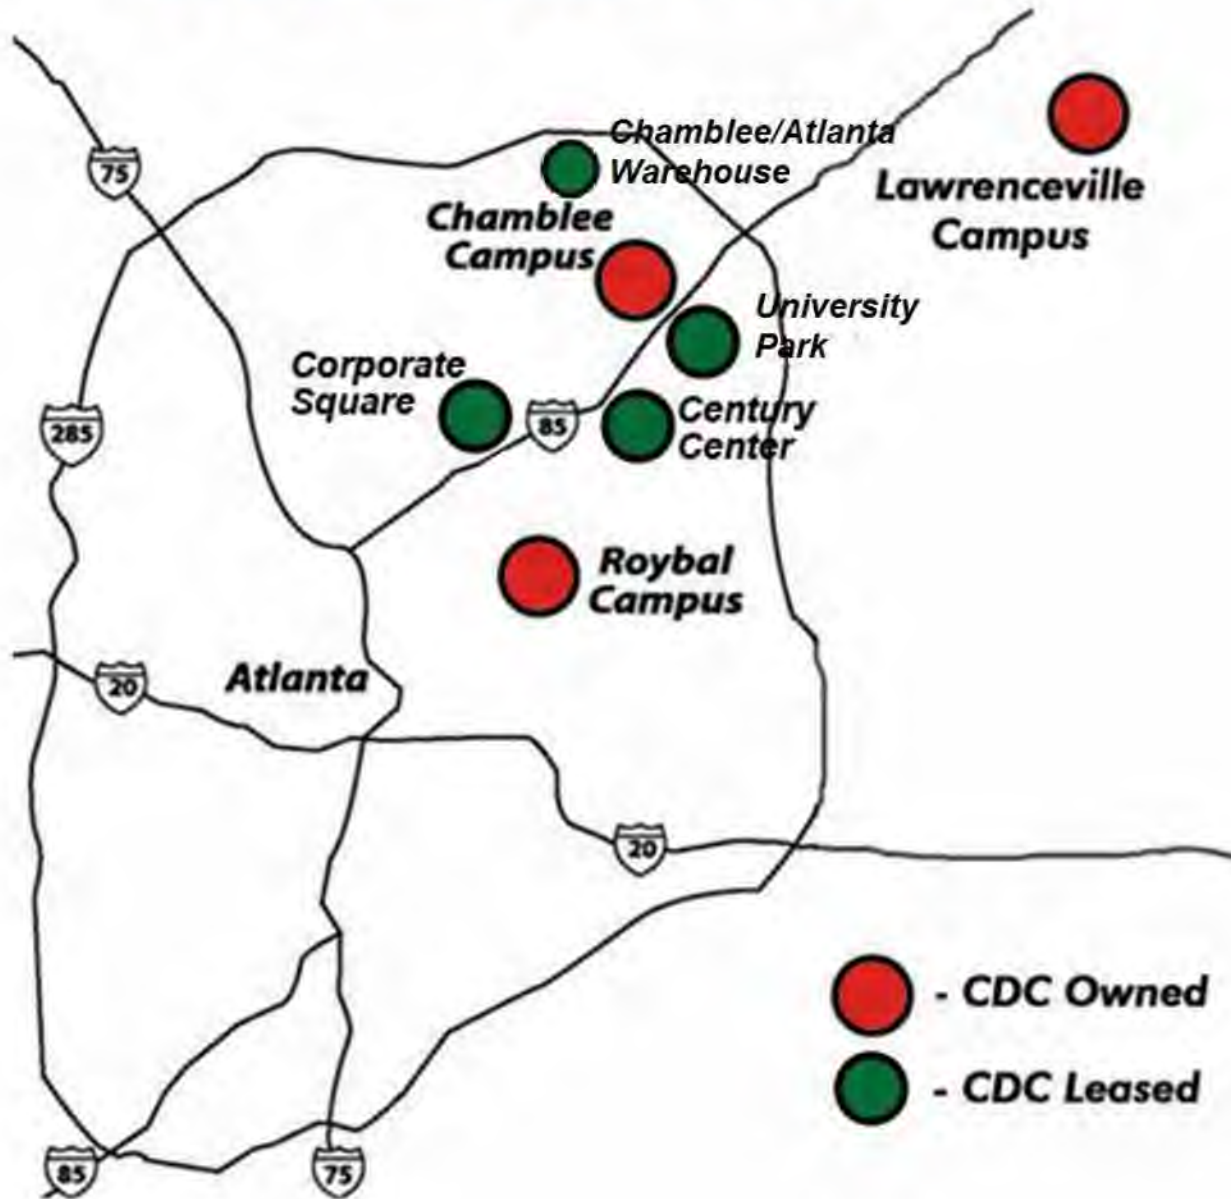 75
Chamblee/Atlanta
Warehouse
Lawrenceville
Campus
Chamblee
Campus
University
Park
Corporate
Square
285
85
Century
Center
Roybal
Campus
20
Atlanta
20
- CDC Owned
- CDC Leased
85
75